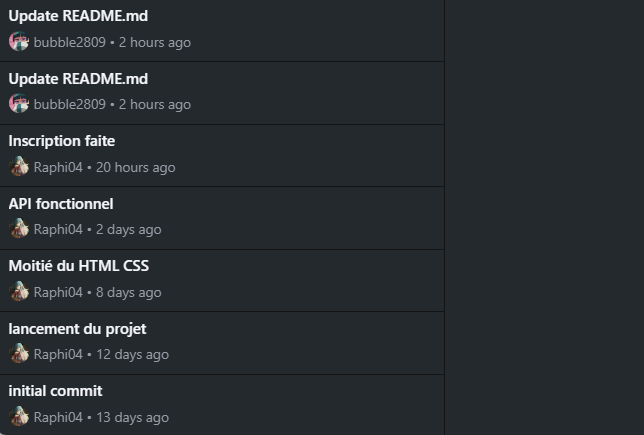 Update README.md
bubble2809 • 2 hours ago
Update README.md
bubble2809 • 2 hours ago
Inscription faite
Raphi04 • 20 hours ago
API fonctionnel
Raphi04 • 2 days ago
Moitié du HTML CSS
Raphi04 • 8 days ago
lancement du projet
Raphi04 • 12 days ago
initial commit
Raphi04 • 13 days ago